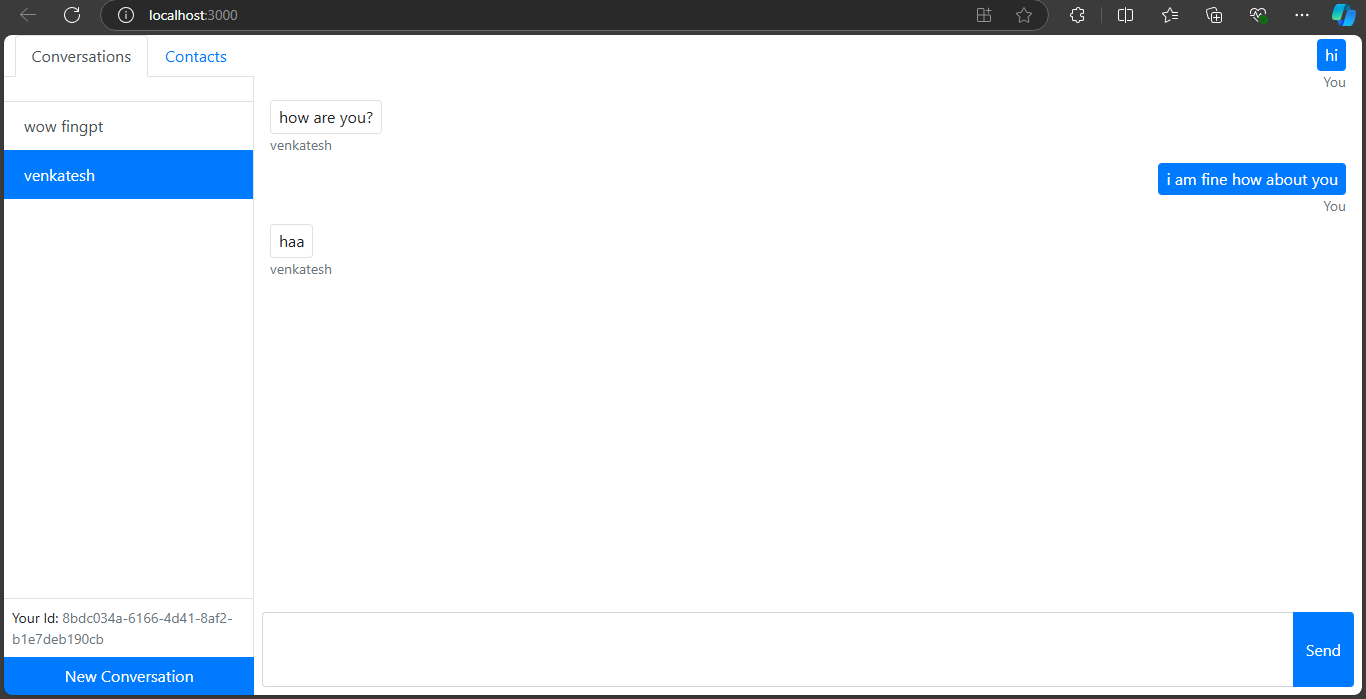 localhost:3000
Conversations Contacts
wow fingpt
venkatesh
Your Id: 8bdc034a-6166-4d41-8af2-
b1e7deb190cb
New Conversation
hi
You
how are you?
venkatesh
i am fine how about you
You
haa
venkatesh
Send